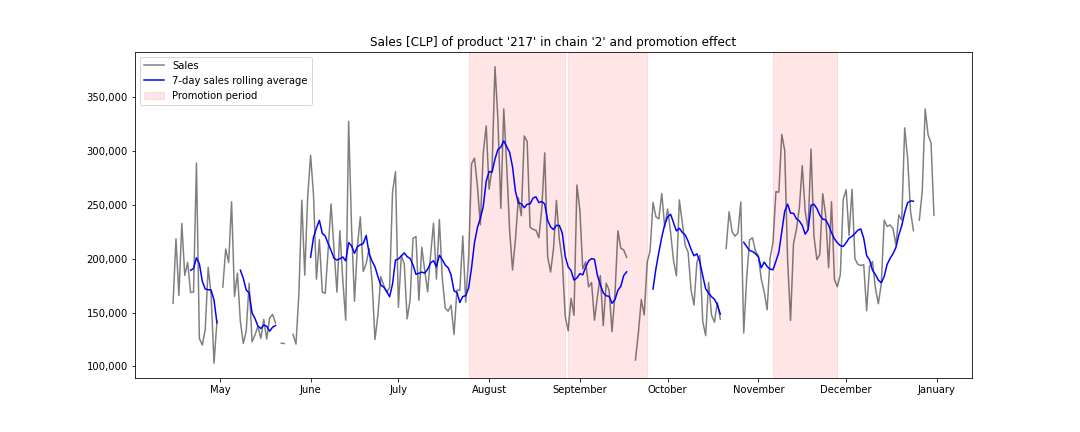 Sales [CLP] of product '217' in chain '2' and promotion effect
Sales
7-day sales rolling average
Promotion period
350,000
300,000
250,000
200,000
150,000
100,000
May June July August September October November December January